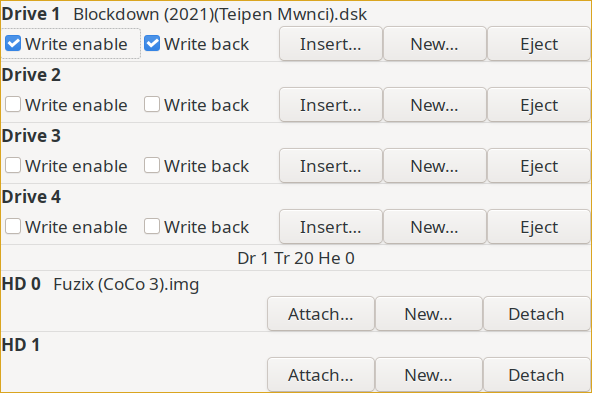 Drive 1 Blockdown (2021)(Teipen Mwnci).dsk
Write enable Write back Insert... New... Eject
Drive 2
Write enable Write back Insert... New... Eject
Drive 3
Write enable Write back Insert... New... Eject
Drive 4
Write enable Write back Insert... New... Eject
Dr 1 Tr 20 He 0
HD 0 Fuzix (CoCo 3).img
Attach... New... Detach
HD 1
Attach... New... Detach